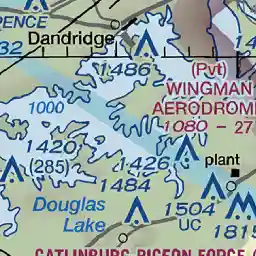 RENCE
Dandridge
32
1486
(Pvt)
WINGMAN
AERODROME
1080 - 27
1000
1420
(285)
1426
1484
plant
Douglas
Lake
1504
UC
1815
GATLINBURG PIGEON FORGE